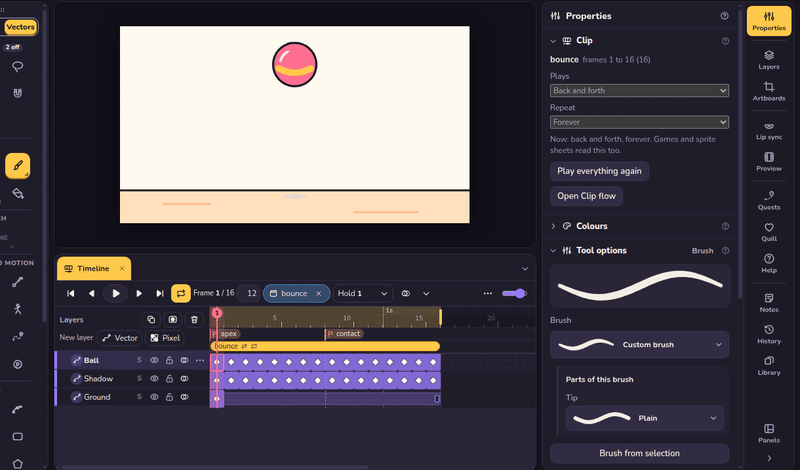 Vectors
2 off
CH
D MOTION
Timeline
Frame 1 / 16
12
bounce
Hold 1
Layers
1
5
10
1s
15
20
New layer
Vector
Pixel
apex
contact
bounce
Ball
S
Shadow
S
Ground
S
Properties
Clip
bounce frames 1 to 16 (16)
Plays
Back and forth
Repeat
Forever
Now: back and forth, forever. Games and sprite
sheets read this too.
Play everything again
Open Clip flow
Colours
Tool options
Brush
Brush
Custom brush
Parts of this brush
Tip
Plain
Brush from selection
Properties
Layers
Artboards
Lip sync
Preview
Quests
Quill
Help
Notes
History
Library
Panels